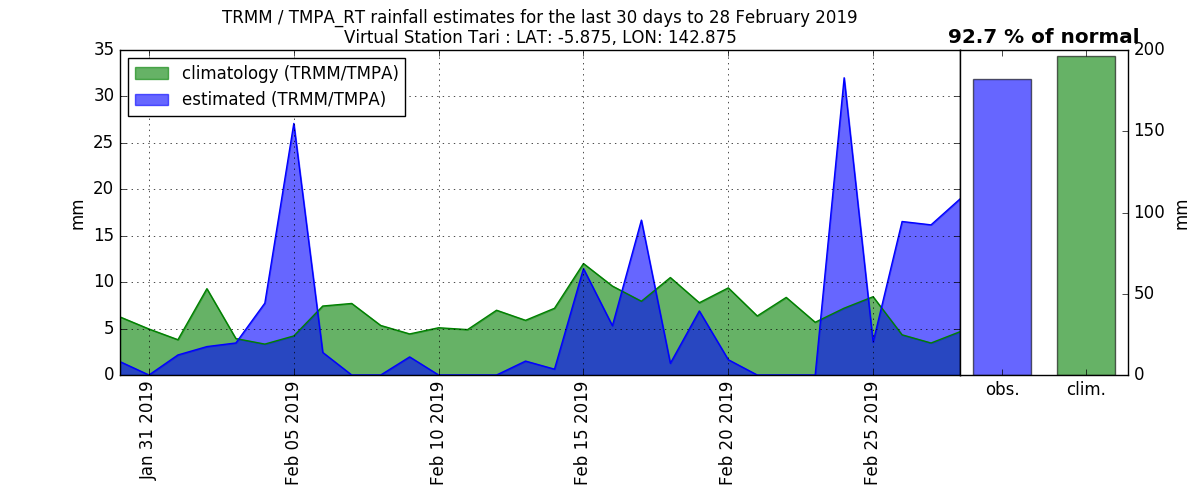 TRMM / TMPA_RT rainfall estimates for the last 30 days to 28 February 2019
Virtual Station Tari : LAT: -5.875, LON: 142.875
92.7 % of normal
climatology (TRMM/TMPA)
estimated (TRMM/TMPA)
mm
35
30
25
20
15
10
5
0
Jan 31 2019
Feb 05 2019
Feb 10 2019
Feb 15 2019
Feb 20 2019
Feb 25 2019
obs.
clim.
200
150
100
50
0
mm